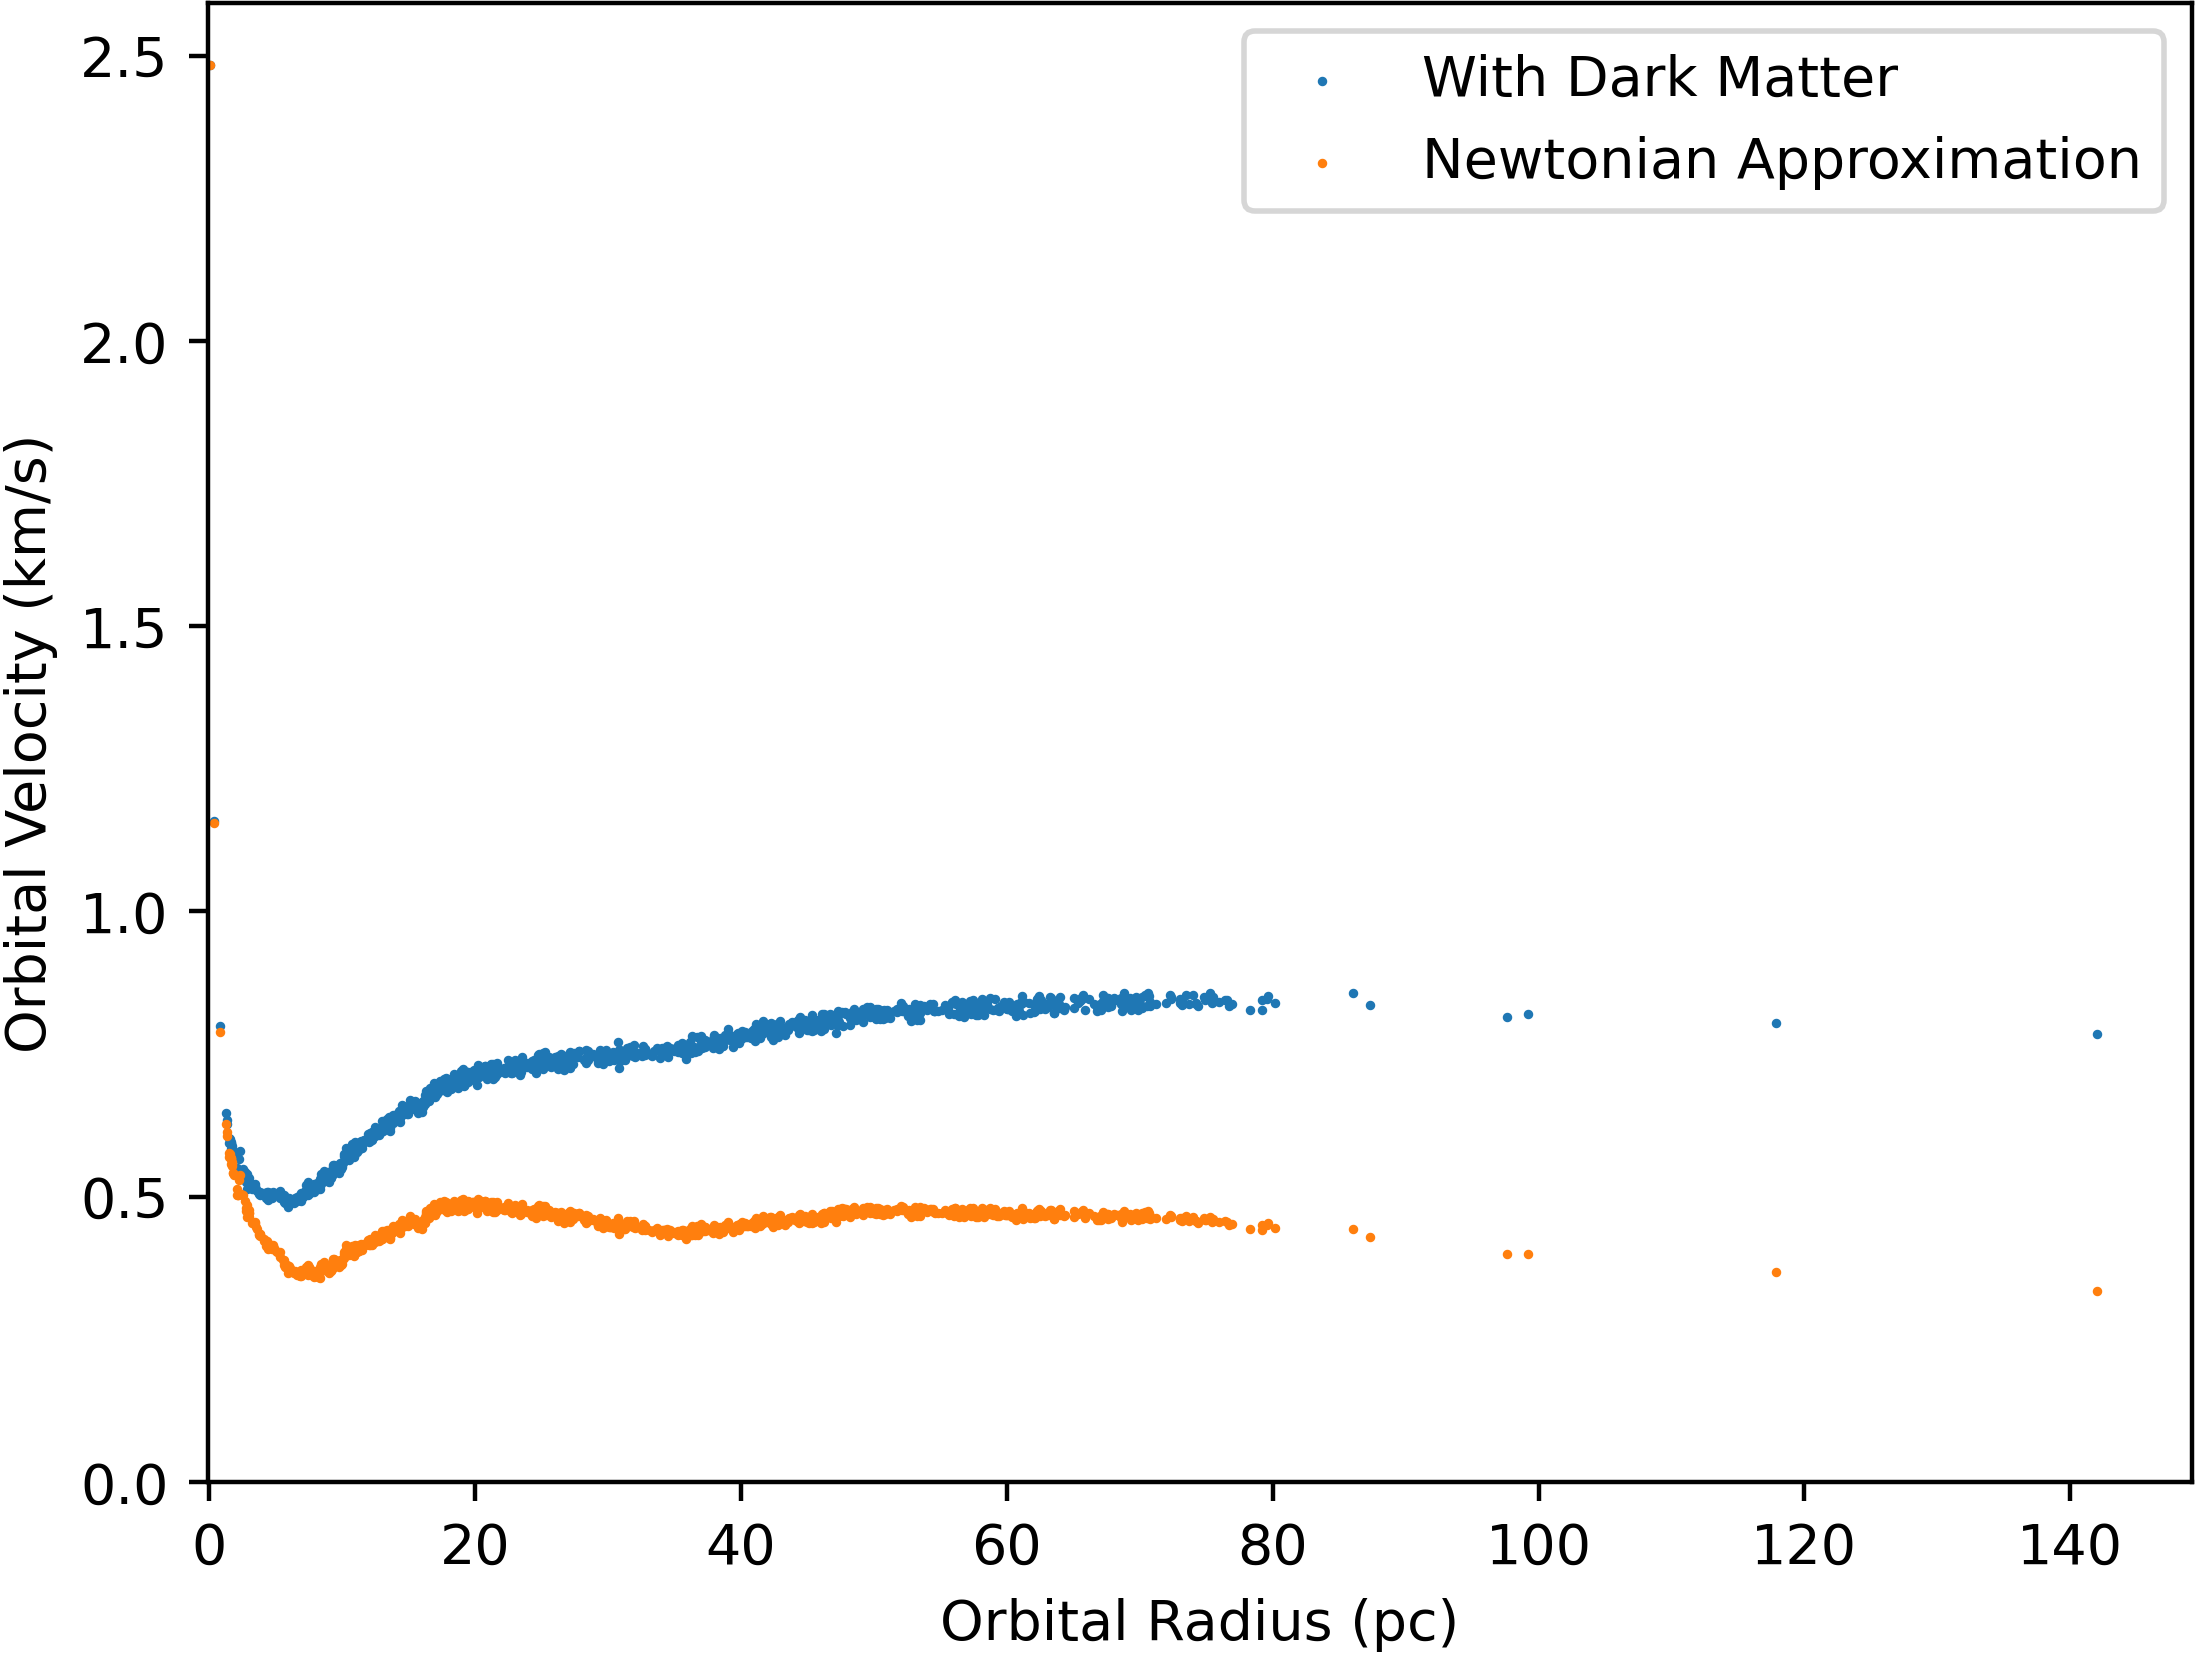 With Dark Matter
Newtonian Approximation
Orbital Velocity (km/s)
2.5
2.0
1.5
1.0
0.5
0.0
0 20 40 60 80 100 120 140
Orbital Radius (pc)